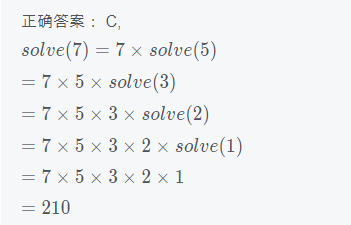 正确答案： C,
solve(7) = 7 × solve(5)
= 7 × 5 × solve(3)
= 7 × 5 × 3 × solve(2)
= 7 × 5 × 3 × 2 × solve(1)
= 7 × 5 × 3 × 2 × 1
= 210